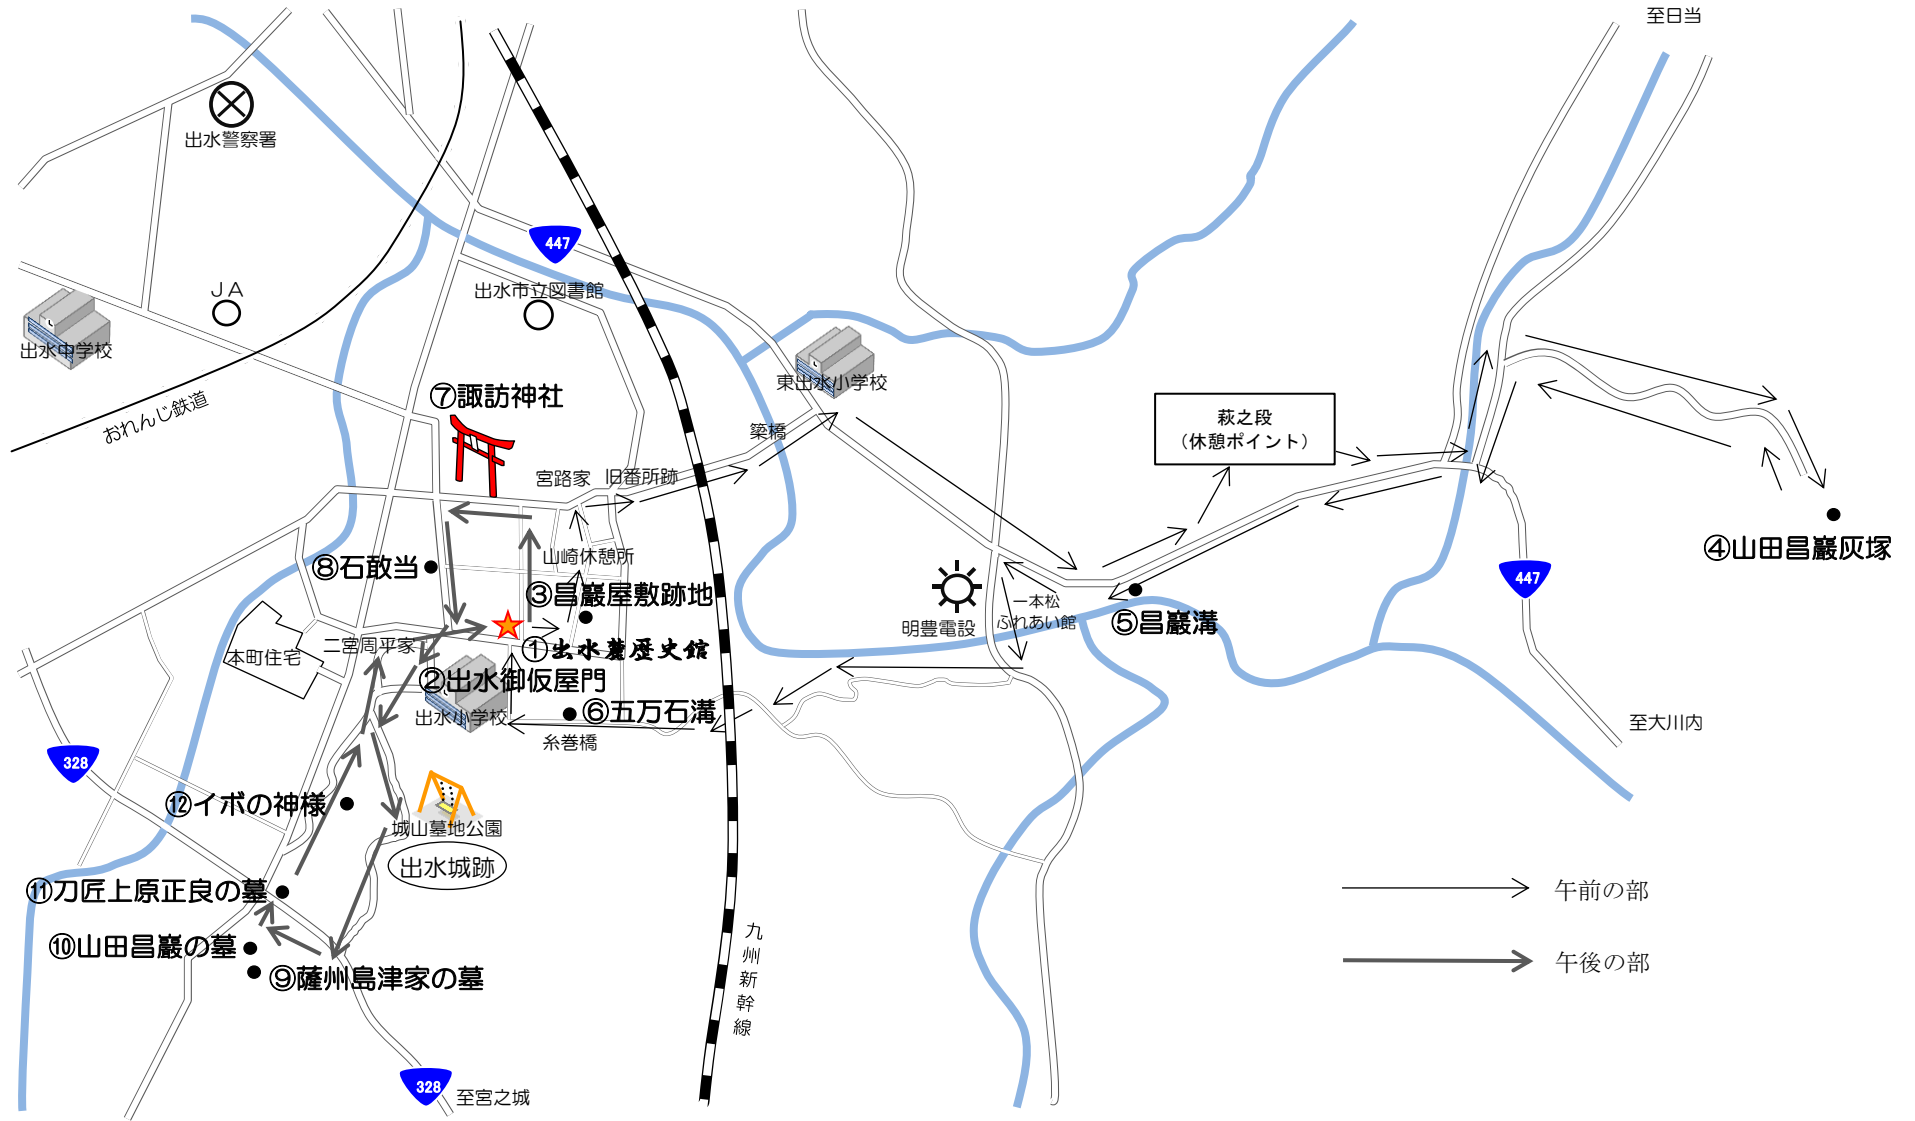 至日当
出水警察署
447
JA
出水市立図書館
出水中学校
東出水小学校
⑦諏訪神社
おれんじ鉄道
築橋
萩之段
（休憩ポイント）
宮路家
旧番所跡
④山田昌巖灰塚
山崎休憩所
⑧石敢当
③昌巖屋敷跡地
447
一本松
ふれあい館
⑤昌巖溝
明豊電設
二宮周平家
①出水麓歴史館
本町住宅
②出水御仮屋門
⑥五万石溝
出水小学校
至大川内
糸巻橋
328
⑫イボの神様
城山墓地公園
出水城跡
⑪刀匠上原正良の墓
午前の部
⑩山田昌巖の墓
九州新幹線
午後の部
⑨薩州島津家の墓
328
至宮之城